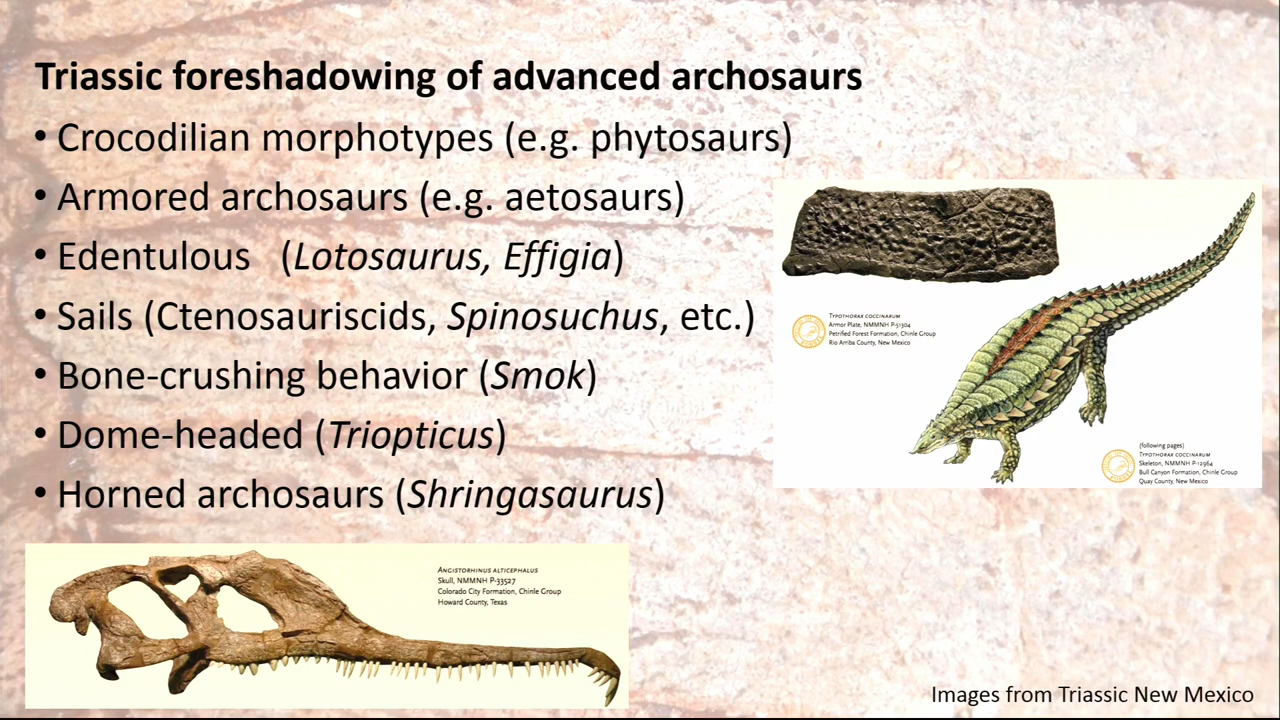 Triassic foreshadowing of advanced archosaurs
• Crocodilian morphotypes (e.g. phytosaurs)
• Armored archosaurs (e.g. aetosaurs)
• Edentulous (Lotosaurus, Effigia)
• Sails (Ctenosauriscids, Spinosuchus, etc.)
• Bone-crushing behavior (Smok)
• Dome-headed (Triopticus)
• Horned archosaurs (Shringasaurus)
Typothorax coccinarum
Armor Plate, NMMNH P-51304
Petrified Forest Formation, Chinle Group
Rio Arriba County, New Mexico
(following pages)
Typothorax coccinarum
Skeleton, NMMNH P-12964
Bull Canyon Formation, Chinle Group
Quay County, New Mexico
Angistorhinus alticephalus
Skull, NMMNH P-33527
Colorado City Formation, Chinle Group
Howard County, Texas
Images from Triassic New Mexico